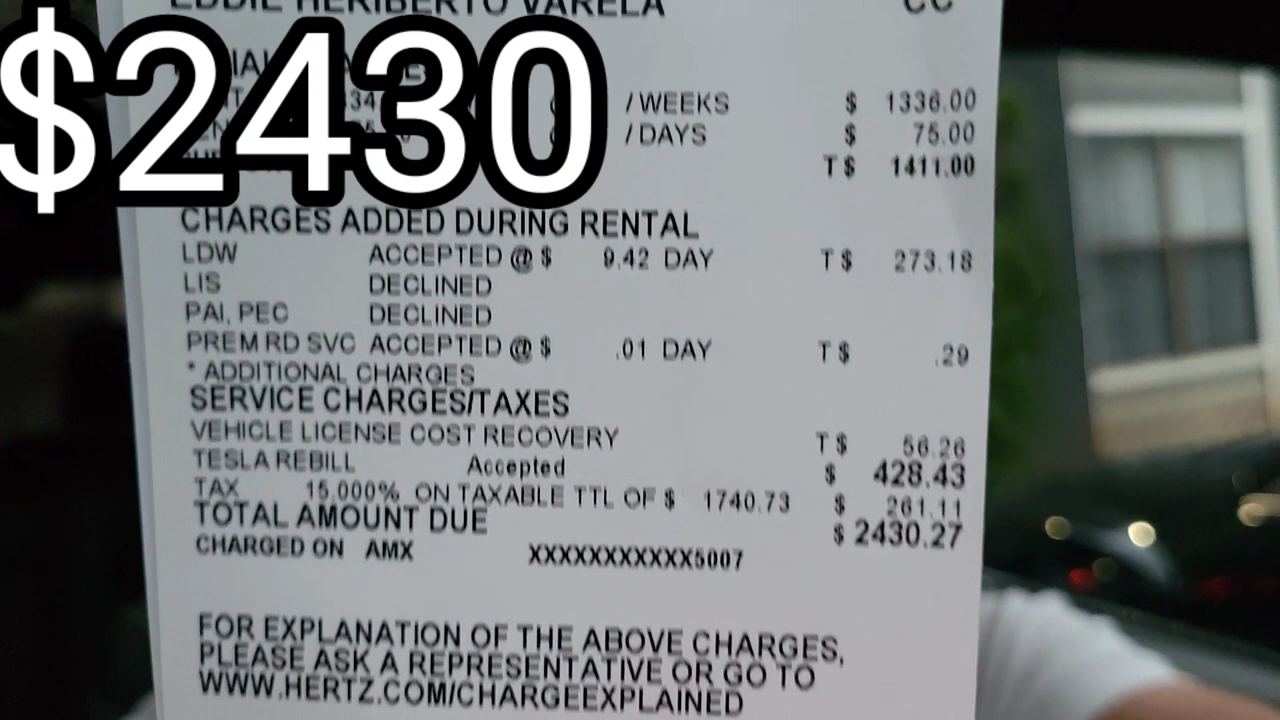 EDDIE HERIBERTO VARELA CC
$2430
/ WEEKS $ 1336.00
/ DAYS $ 75.00
T $ 1411.00
CHARGES ADDED DURING RENTAL
LDW ACCEPTED @ $ 9.42 DAY T $ 273.18
LIS DECLINED
PAI, PEC DECLINED
PREM RD SVC ACCEPTED @ $ .01 DAY T $ .29
* ADDITIONAL CHARGES
SERVICE CHARGES/TAXES
VEHICLE LICENSE COST RECOVERY T $ 56.26
TESLA REBILL Accepted $ 428.43
TAX 15.000% ON TAXABLE TTL OF $ 1740.73 $ 261.11
TOTAL AMOUNT DUE $ 2430.27
CHARGED ON AMX XXXXXXXXXXX5007
FOR EXPLANATION OF THE ABOVE CHARGES,
PLEASE ASK A REPRESENTATIVE OR GO TO
WWW.HERTZ.COM/CHARGEEXPLAINED